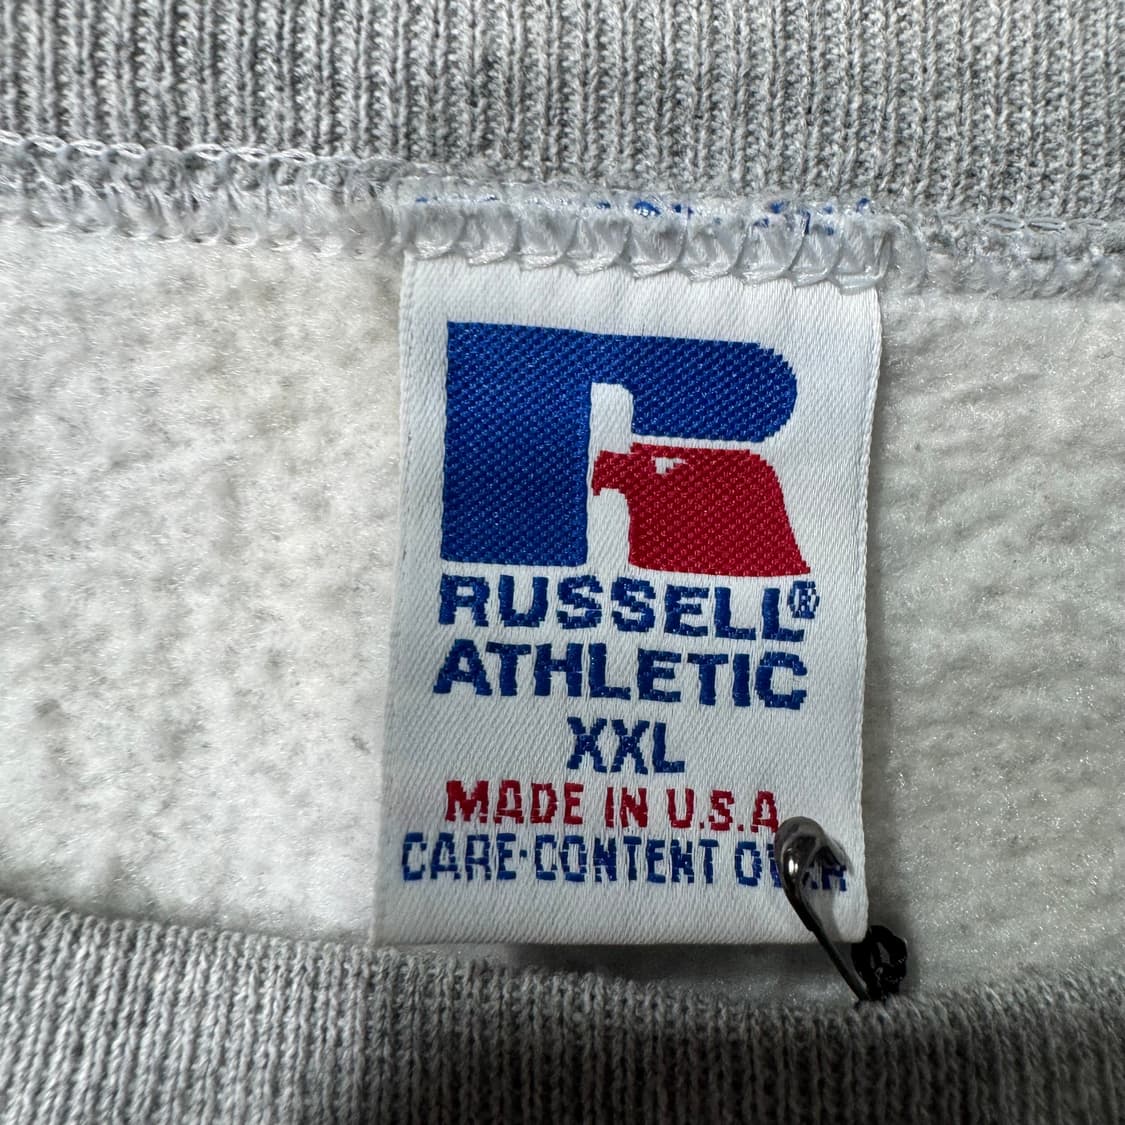 RUSSELL®
ATHLETIC
XXL
MADE IN U.S.A
CARE·CONTENT